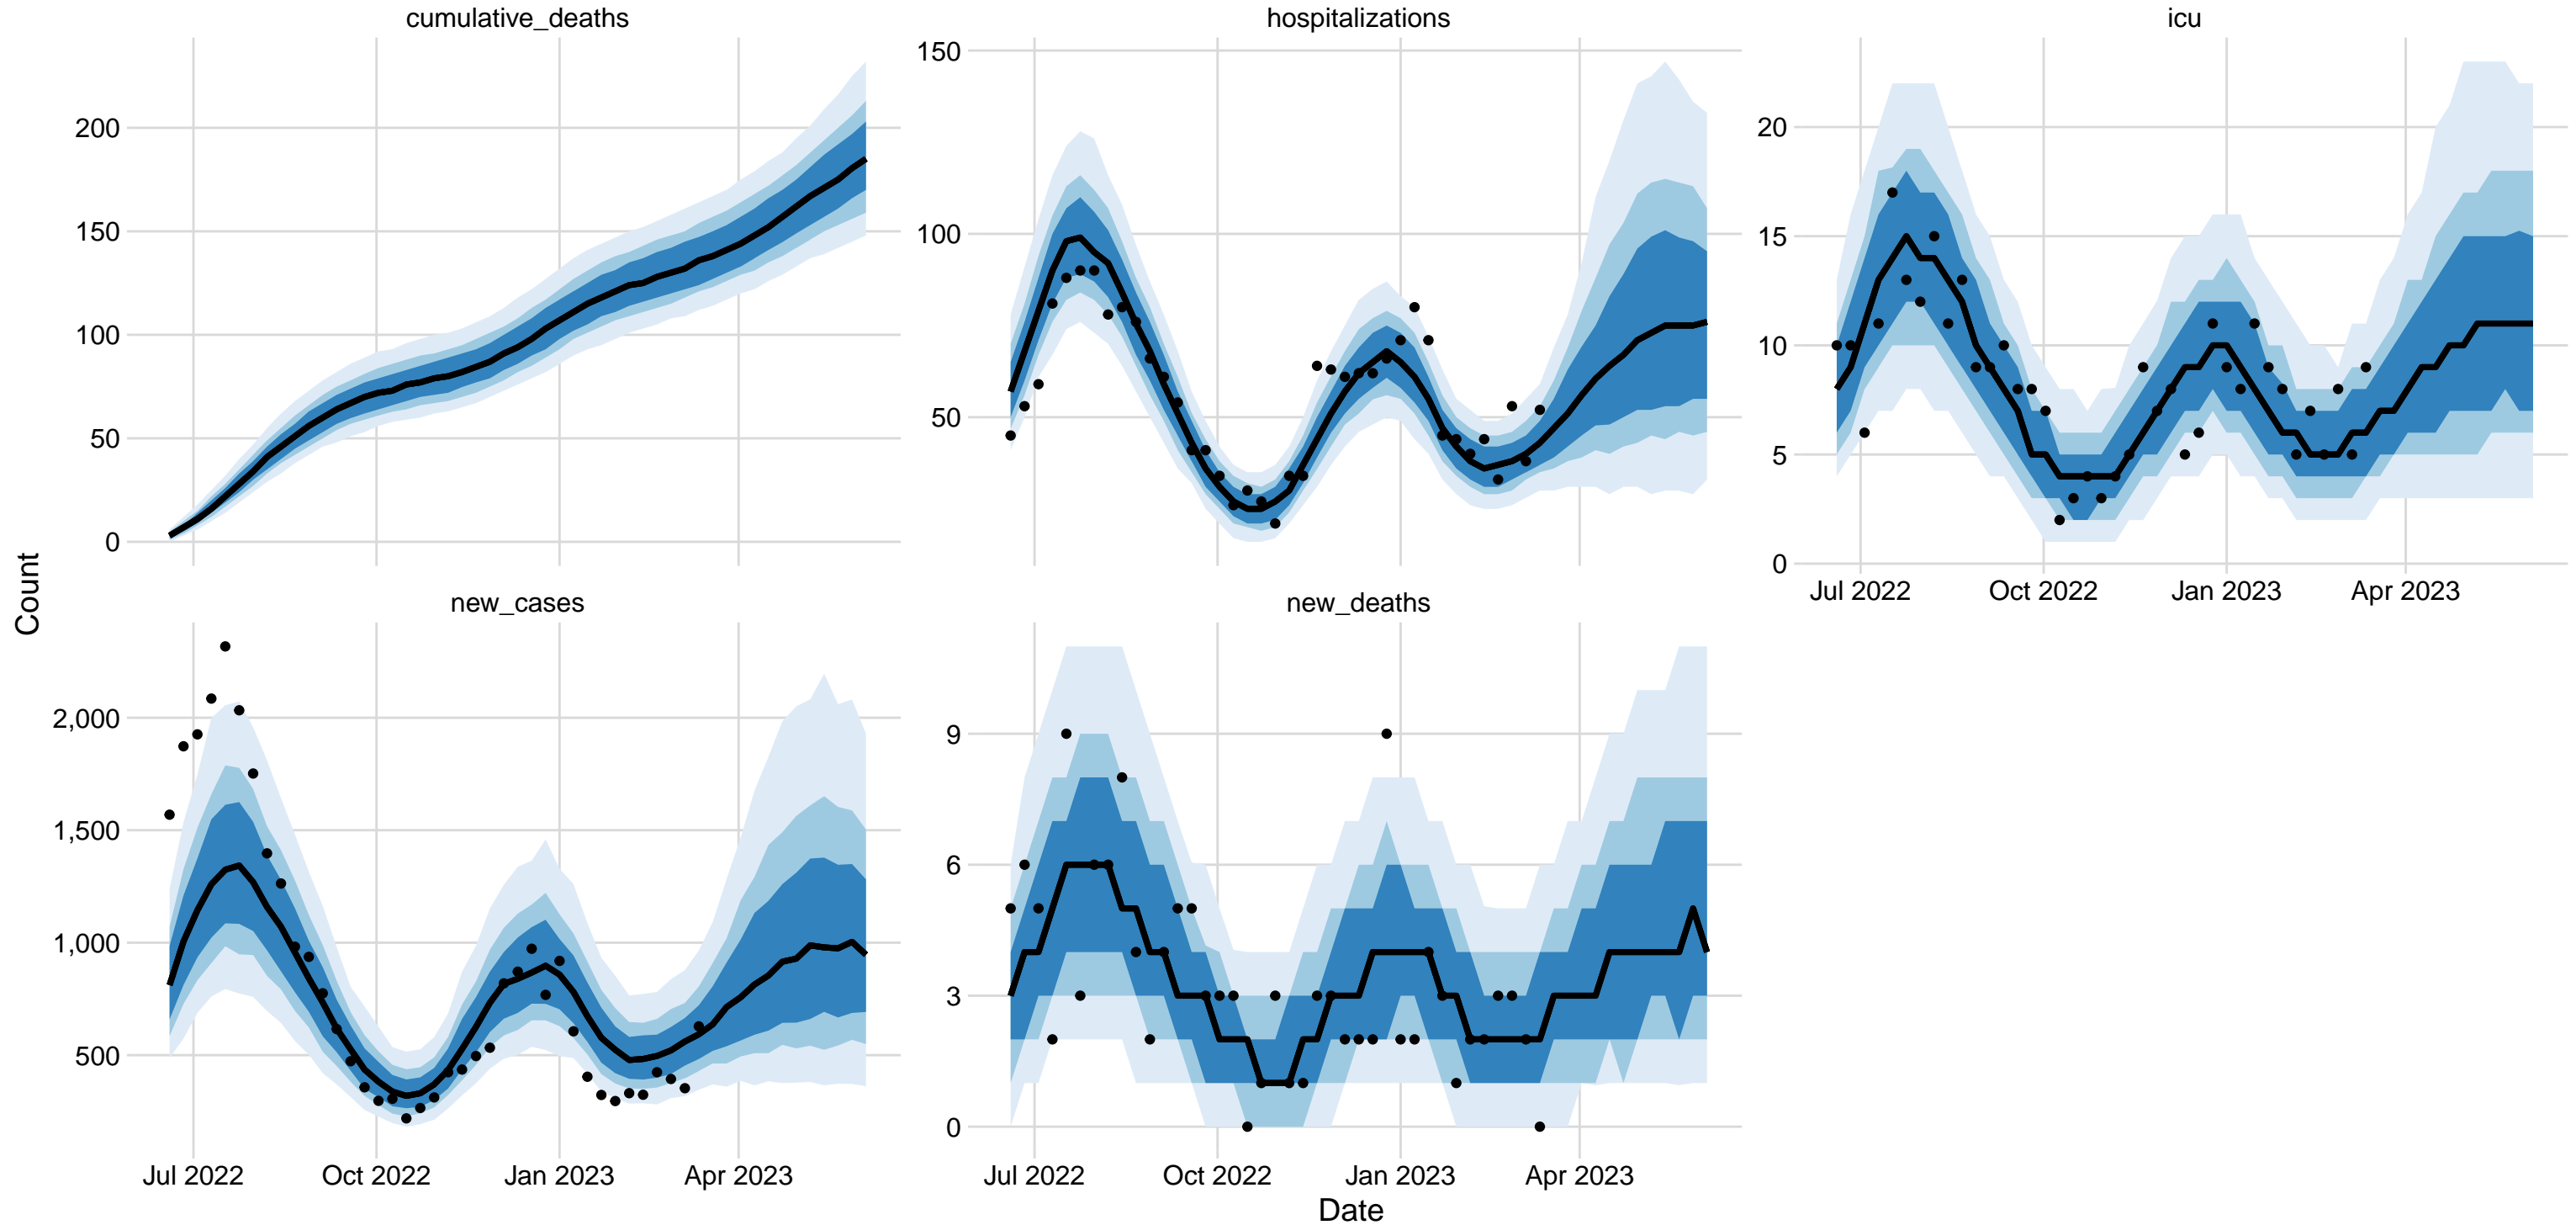 cumulative_deaths
hospitalizations
icu
200
150
100
50
0
150
100
50
20
15
10
5
0
Jul 2022
Oct 2022
Jan 2023
Apr 2023
Count
new_cases
new_deaths
2,000
1,500
1,000
500
9
6
3
0
Jul 2022
Oct 2022
Jan 2023
Apr 2023
Jul 2022
Oct 2022
Jan 2023
Apr 2023
Date